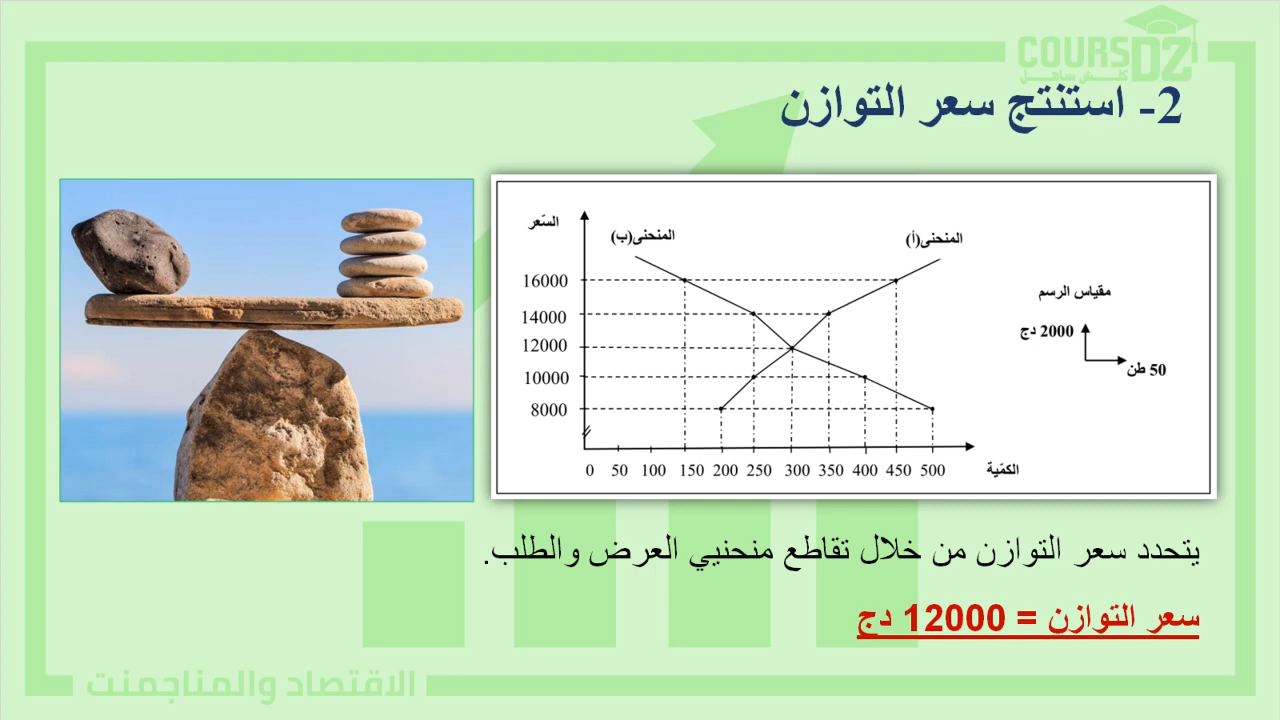 COURSDZ
كلش ساهل
2- استنتج سعر التوازن
السّعر
المنحنى(ب)
المنحنى(أ)
16000
14000
12000
10000
8000
مقياس الرسم
2000 دج
50 طن
0 50 100 150 200 250 300 350 400 450 500
الكمّية
يتحدد سعر التوازن من خلال تقاطع منحنيي العرض والطلب.
سعر التوازن = 12000 دج
الاقتصاد والمناجمنت